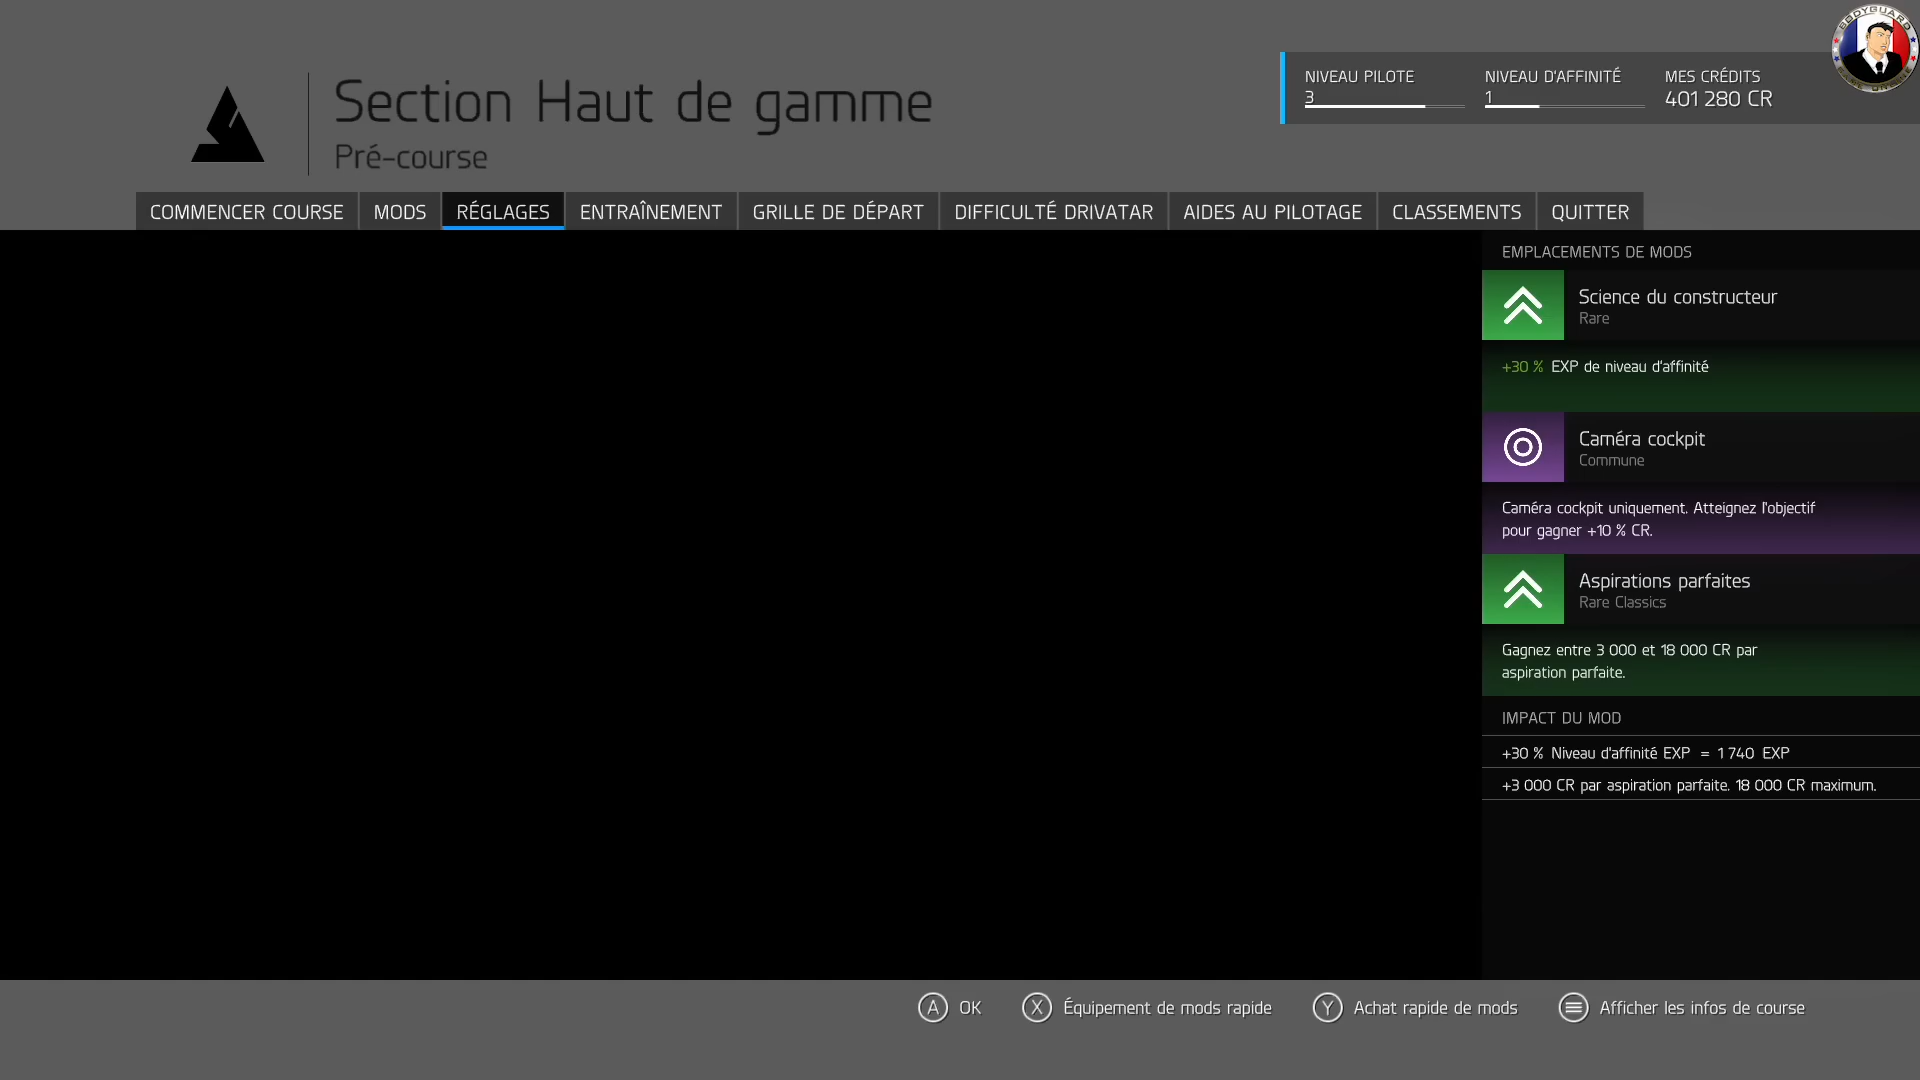 Section Haut de gamme
Pré-course
NIVEAU PILOTE
3
NIVEAU D'AFFINITÉ
1
MES CRÉDITS
401 280 CR
BODYGUARD
COMMENCER COURSE
MODS
RÉGLAGES
ENTRAÎNEMENT
GRILLE DE DÉPART
DIFFICULTÉ DRIVATAR
AIDES AU PILOTAGE
CLASSEMENTS
QUITTER
EMPLACEMENTS DE MODS
Science du constructeur
Rare
+30 % EXP de niveau d'affinité
Caméra cockpit
Commune
Caméra cockpit uniquement. Atteignez l'objectif
pour gagner +10 % CR.
Aspirations parfaites
Rare Classics
Gagnez entre 3 000 et 18 000 CR par
aspiration parfaite.
IMPACT DU MOD
+30 % Niveau d'affinité EXP = 1 740 EXP
+3 000 CR par aspiration parfaite. 18 000 CR maximum.
A OK
X Équipement de mods rapide
Y Achat rapide de mods
Afficher les infos de course